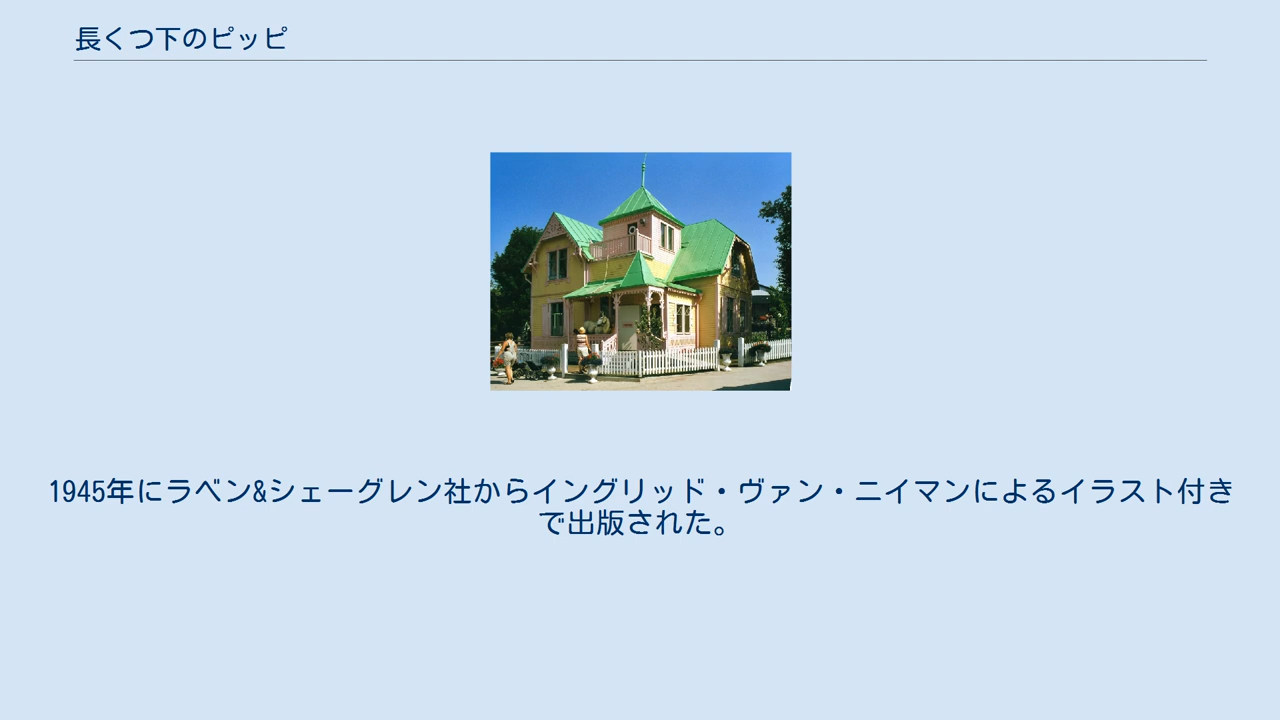 長くつ下のピッピ
1945年にラベン&シェーグレン社からイングリッド・ヴァン・ニイマンによるイラスト付き
で出版された。